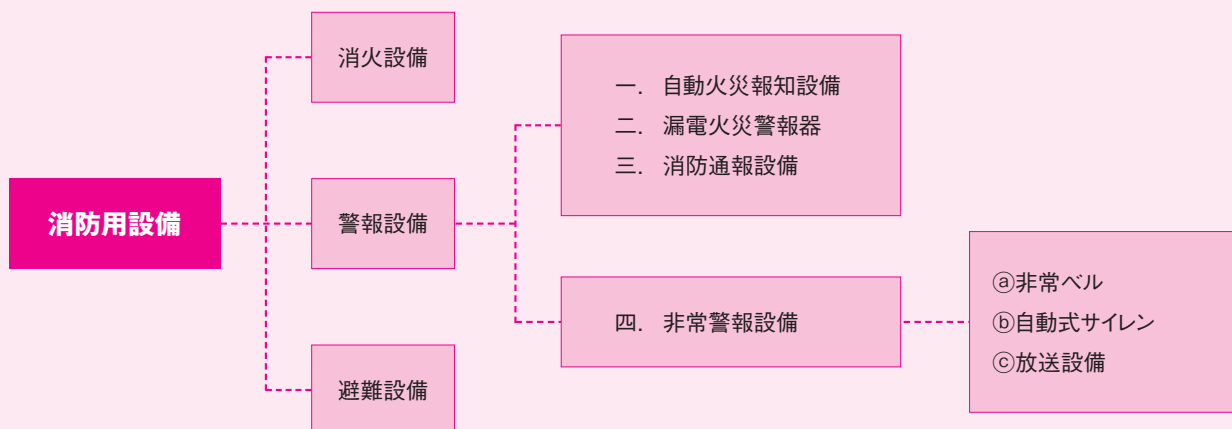 消防用設備
消火設備
警報設備
避難設備
一． 自動火災報知設備
二． 漏電火災警報器
三． 消防通報設備
四． 非常警報設備
ⓐ非常ベル
ⓑ自動式サイレン
ⓒ放送設備